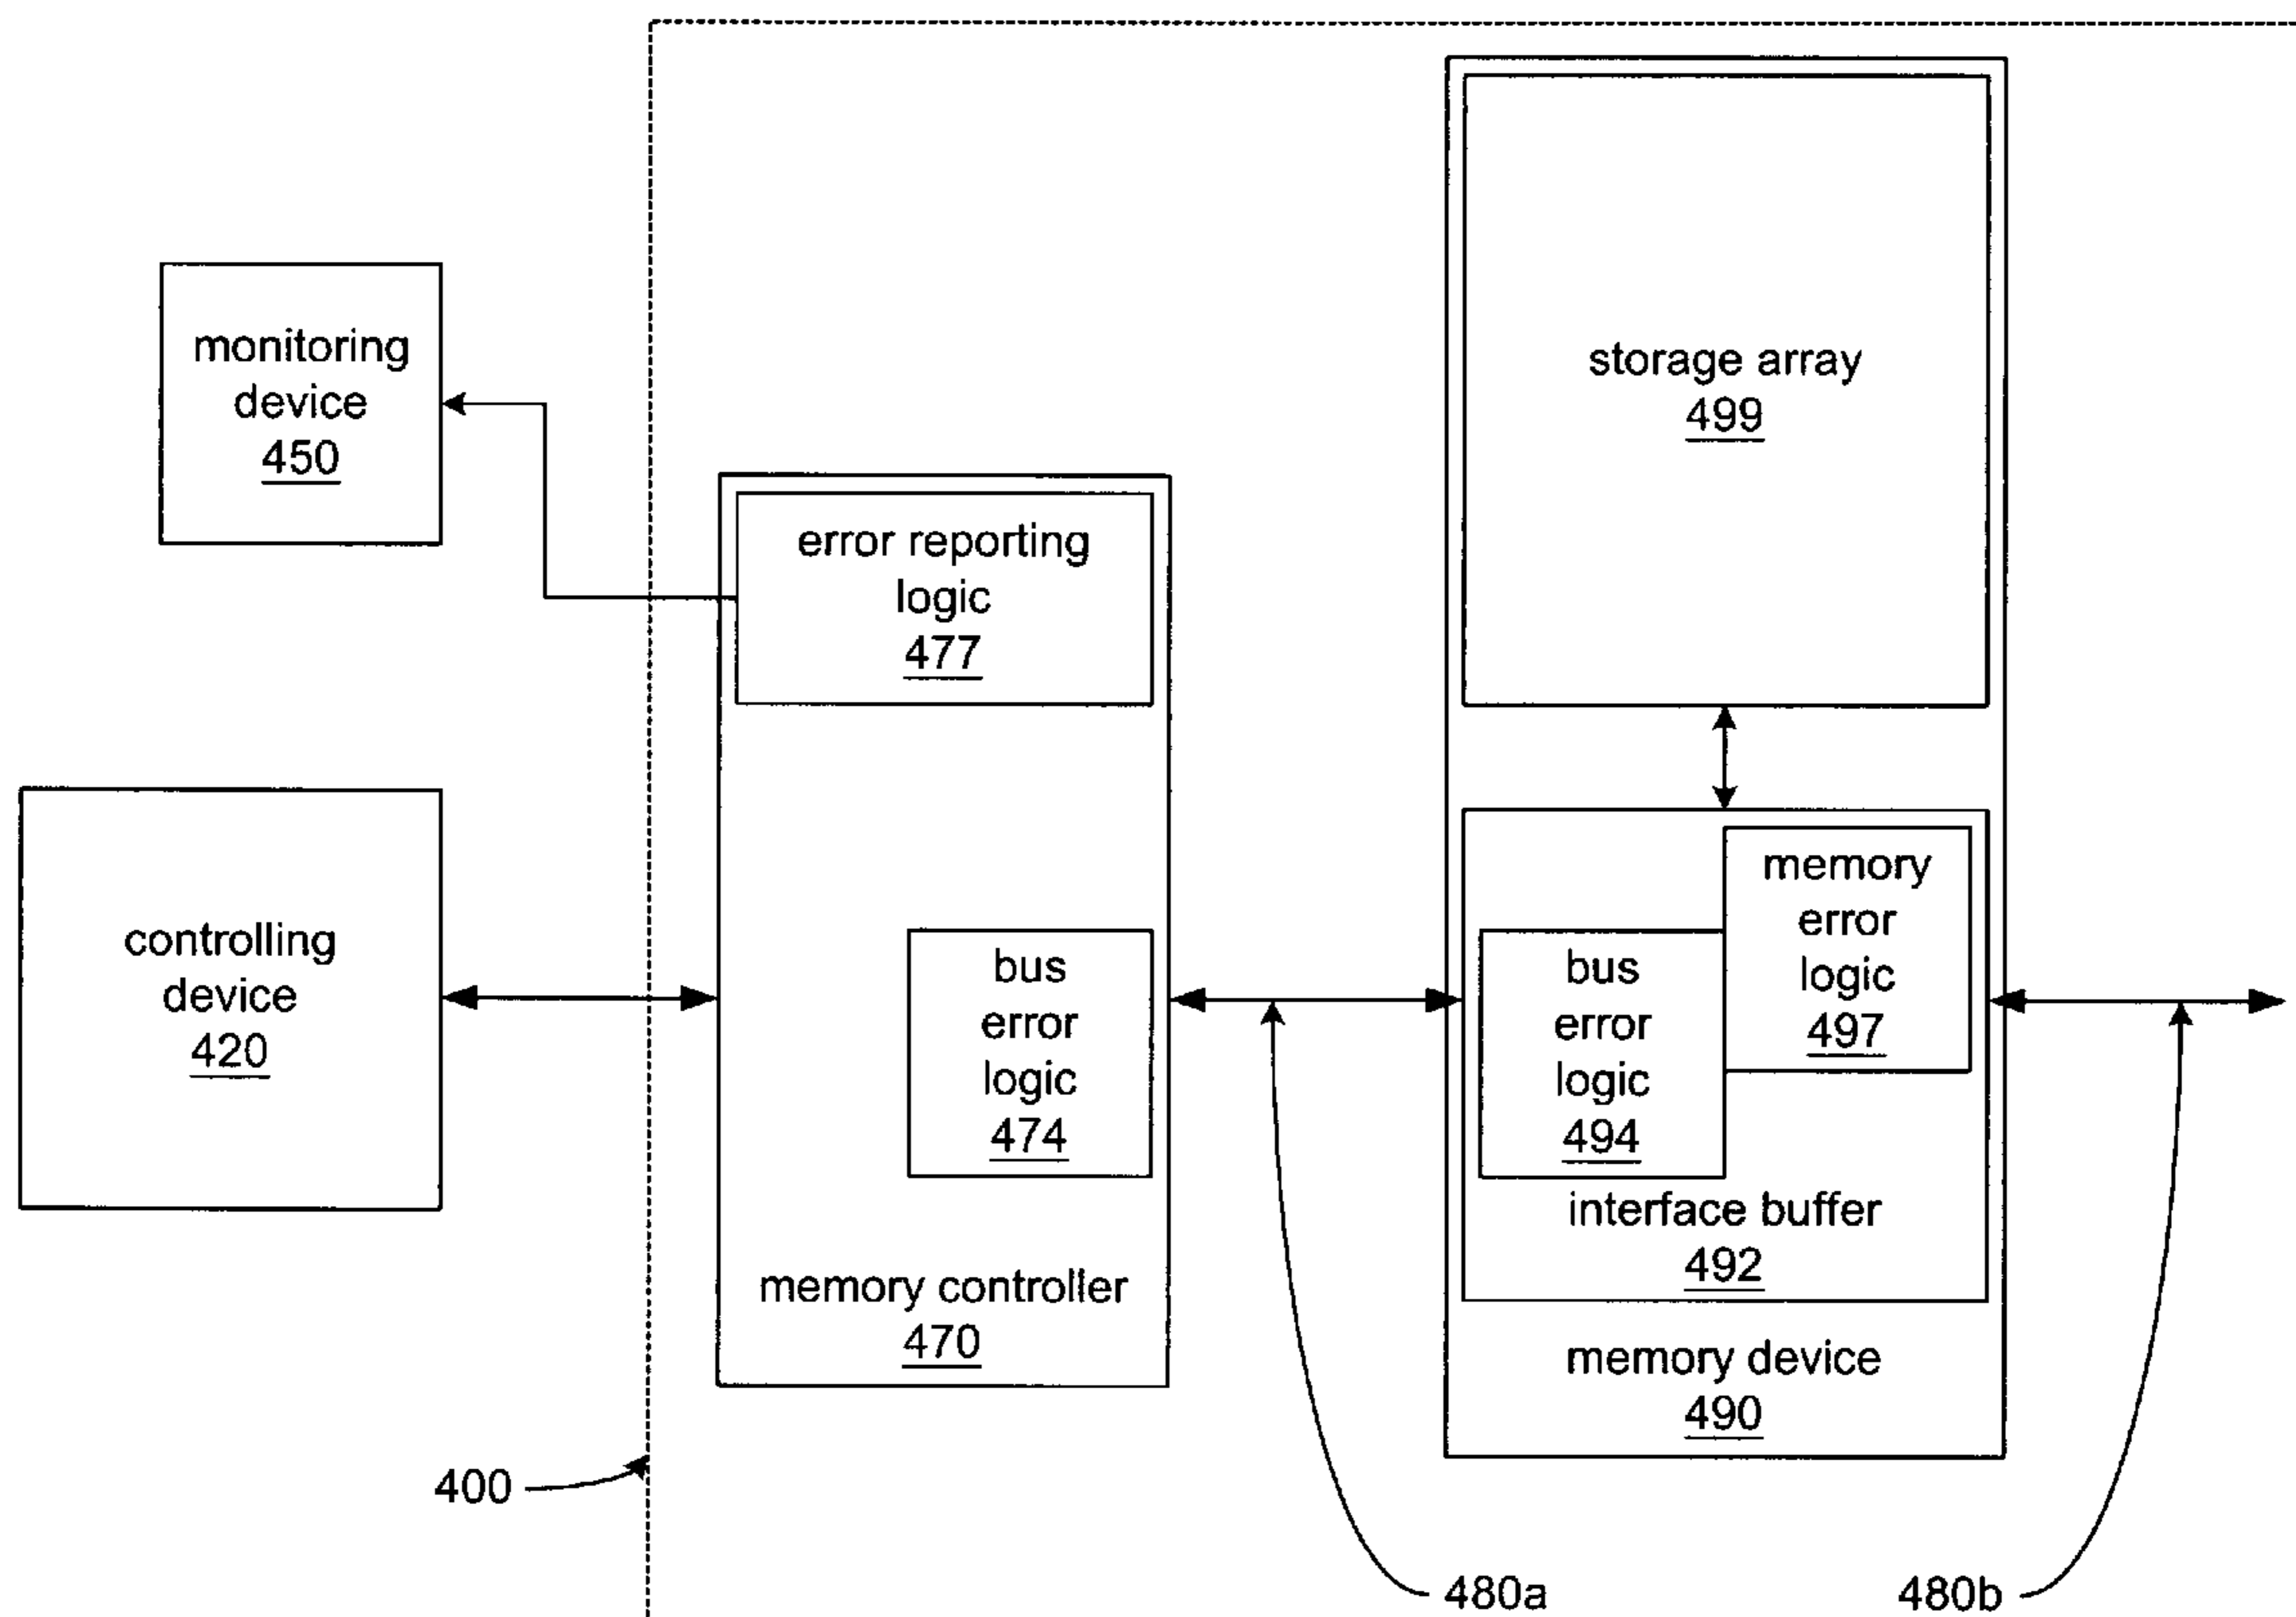 monitoring
device
450
controlling
device
420
error reporting
logic
477
bus
error
logic
474
memory controller
470
storage array
499
memory
error
logic
497
bus
error
logic
494
interface buffer
492
memory device
490
400
480a
480b